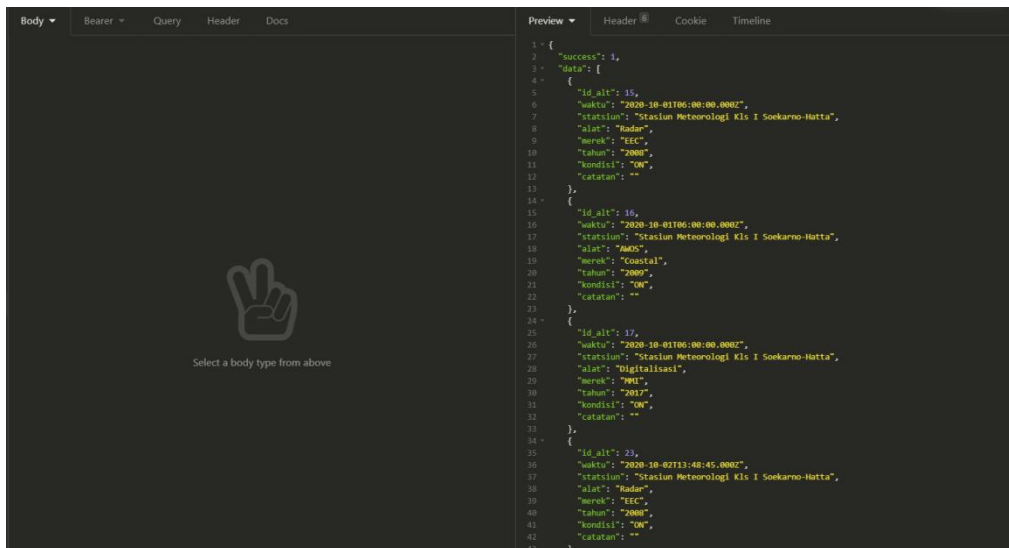 Body Bearer Query Header Docs
Select a body type from above
Preview Header 6 Cookie Timeline
1 {
2 "success": 1,
3 "data": [
4 {
5 "id_alt": 15,
6 "waktu": "2020-10-01T06:00:00.000Z",
7 "statsiun": "Stasiun Meteorologi Kls I Soekarno-Hatta",
8 "alat": "Radar",
9 "merek": "EEC",
10 "tahun": "2008",
11 "kondisi": "ON",
12 "catatan": ""
13 },
14 {
15 "id_alt": 16,
16 "waktu": "2020-10-01T06:00:00.000Z",
17 "statsiun": "Stasiun Meteorologi Kls I Soekarno-Hatta",
18 "alat": "AWOS",
19 "merek": "Coastal",
20 "tahun": "2009",
21 "kondisi": "ON",
22 "catatan": ""
23 },
24 {
25 "id_alt": 17,
26 "waktu": "2020-10-01T06:00:00.000Z",
27 "statsiun": "Stasiun Meteorologi Kls I Soekarno-Hatta",
28 "alat": "Digitalisasi",
29 "merek": "MMI",
30 "tahun": "2017",
31 "kondisi": "ON",
32 "catatan": ""
33 },
34 {
35 "id_alt": 23,
36 "waktu": "2020-10-02T13:48:45.000Z",
37 "statsiun": "Stasiun Meteorologi Kls I Soekarno-Hatta",
38 "alat": "Radar",
39 "merek": "EEC",
40 "tahun": "2008",
41 "kondisi": "ON",
42 "catatan": ""